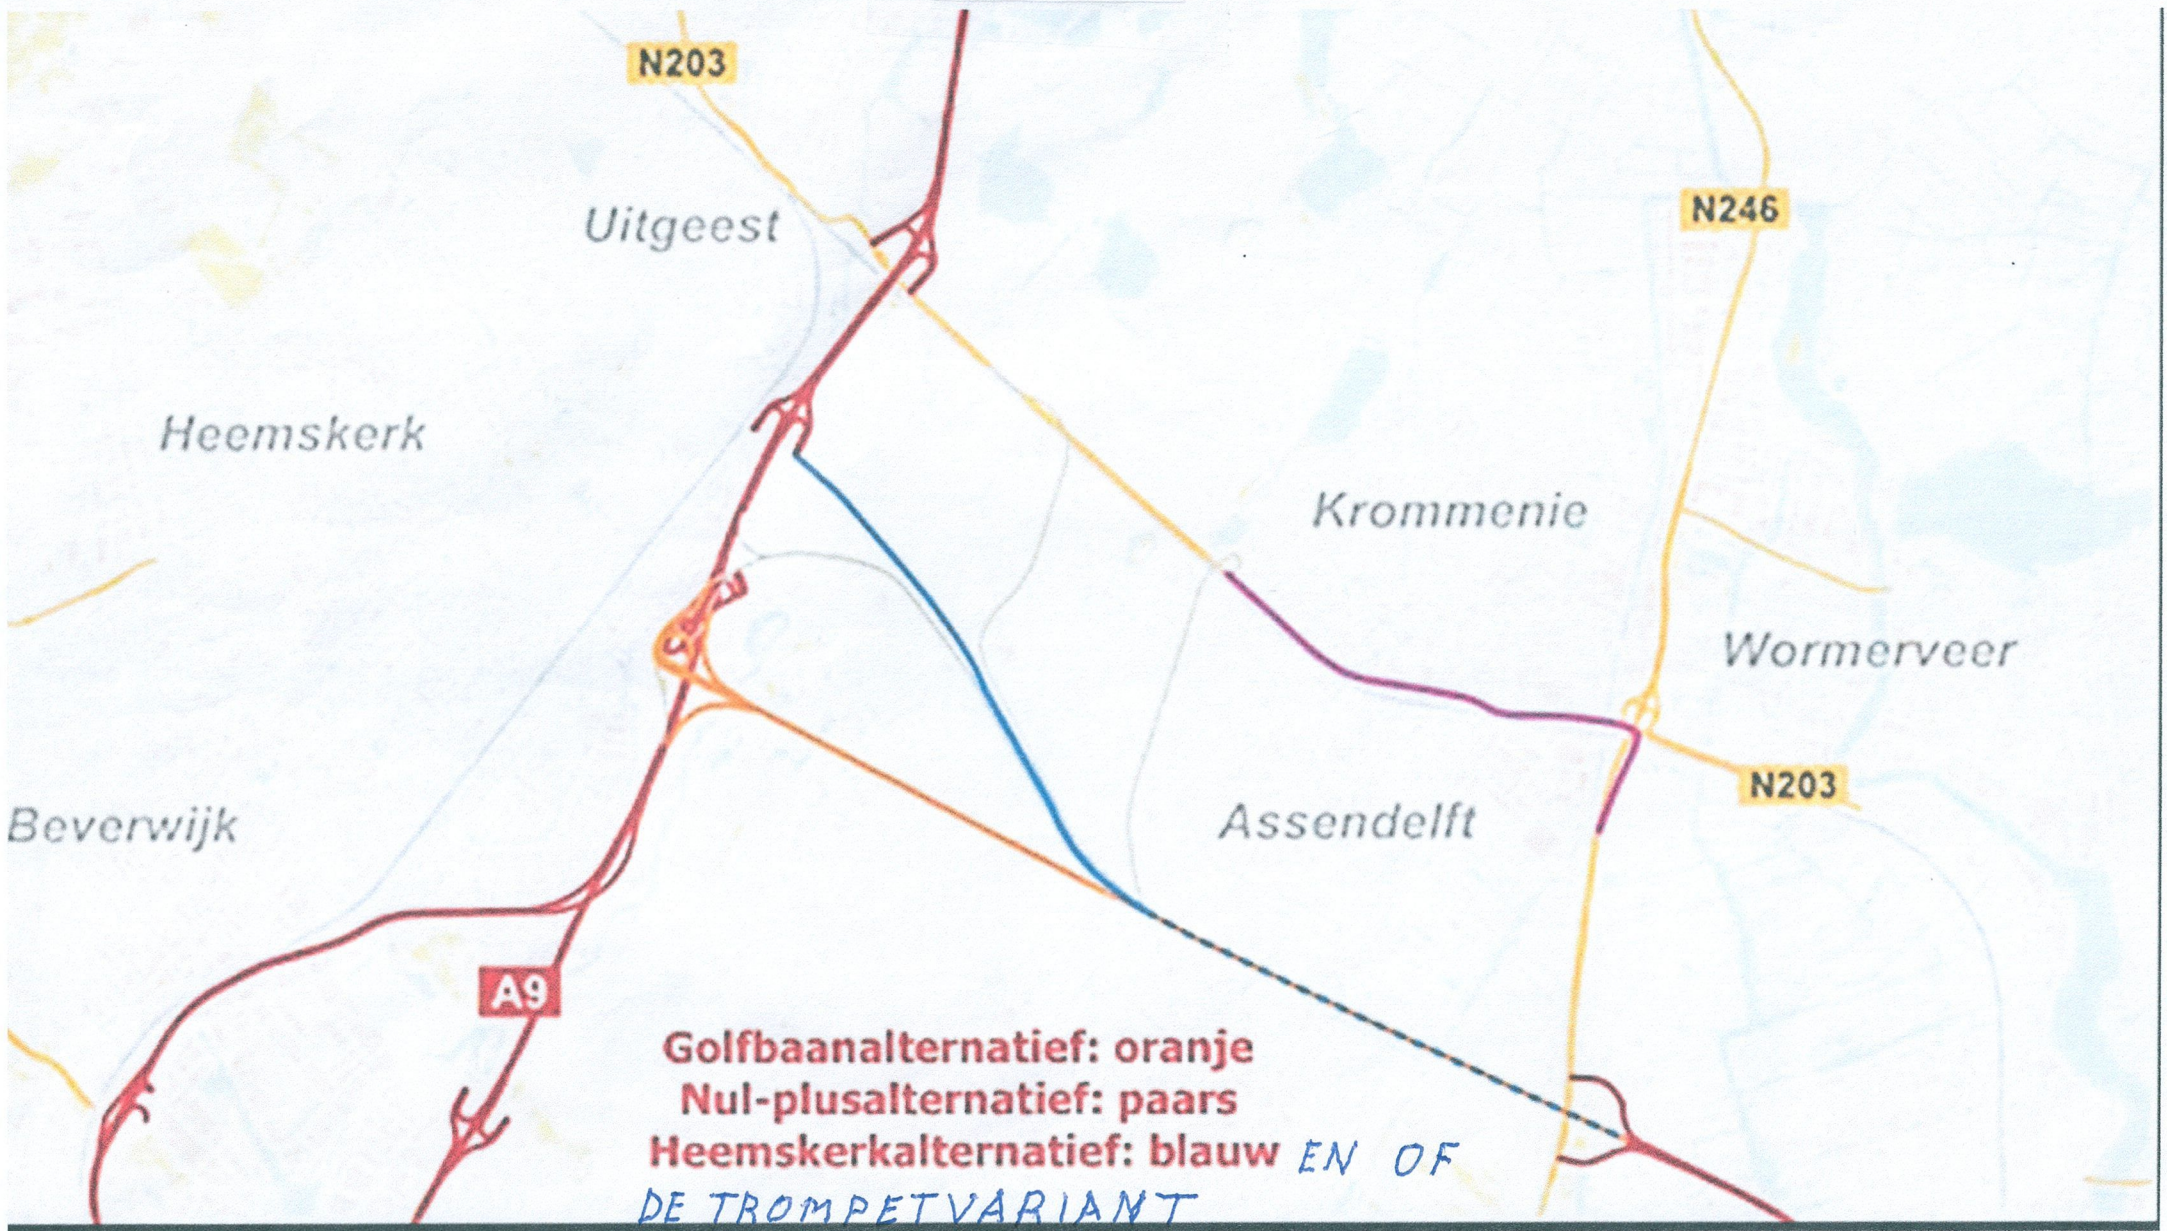 N203
N246
Uitgeest
Heemskerk
Krommenie
Wormerveer
N203
Beverwijk
Assendelft
A9
Golfbaanalternatief: oranje
Nul-plusalternatief: paars
Heemskerkalternatief: blauw EN OF
DE TROMPETVARIANT